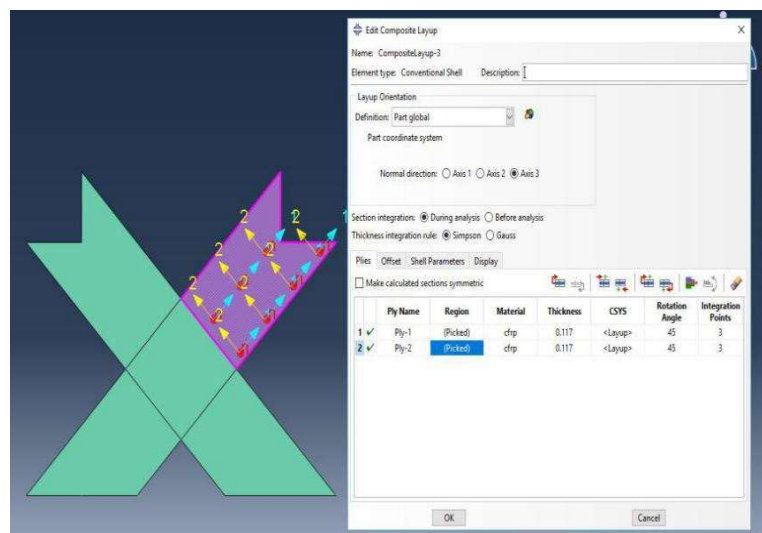 Edit Composite Layup X
Name: CompositeLayup-3
Element type: Conventional Shell Description:
Layup Orientation
Definition: Part global
Part coordinate system
Normal direction: Axis 1 Axis 2 Axis 3
Section integration: During analysis Before analysis
Thickness integration rule: Simpson Gauss
Plies Offset Shell Parameters Display
Make calculated sections symmetric
Ply Name Region Material Thickness CSYS Rotation Angle Integration Points
1 Ply-1 (Picked) cfrp 0.117 <Layup> 45 3
2 Ply-2 (Picked) cfrp 0.117 <Layup> 45 3
OK Cancel
2 2 1
2 2
2 2
2 2